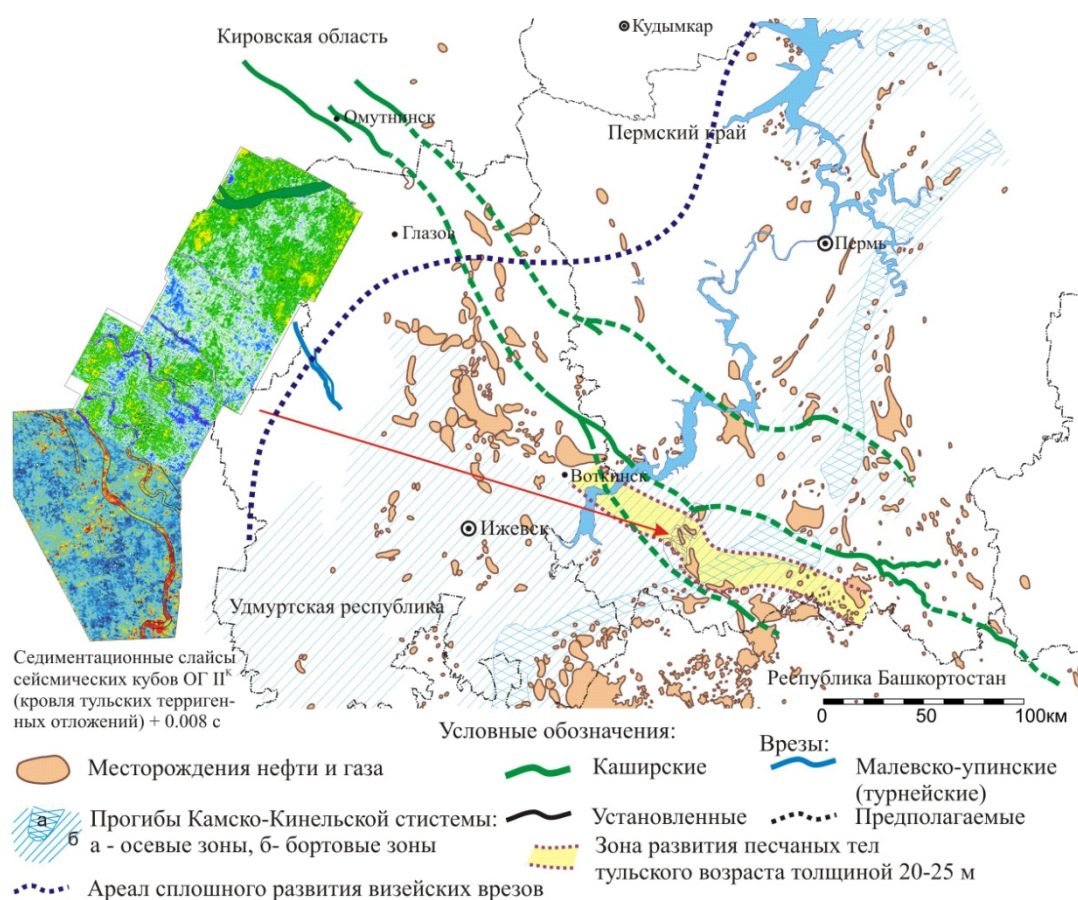 Кировская область
Кудымкар
Омутнинск
Пермский край
Глазов
Пермь
Воткинск
Ижевск
Удмуртская республика
Седиментационные слайсы
сейсмических кубов ОГ IIᴷ
(кровля тульских терриген-
ных отложений) + 0.008 с
Республика Башкортостан
0 50 100км
Условные обозначения:
Врезы:
Месторождения нефти и газа
Каширские
Малевско-упинские
(турнейские)
а
б
Прогибы Камско-Кинельской стистемы:
а - осевые зоны, б- бортовые зоны
Установленные
Предполагаемые
Зона развития песчаных тел
тульского возраста толщиной 20-25 м
Ареал сплошного развития визейских врезов